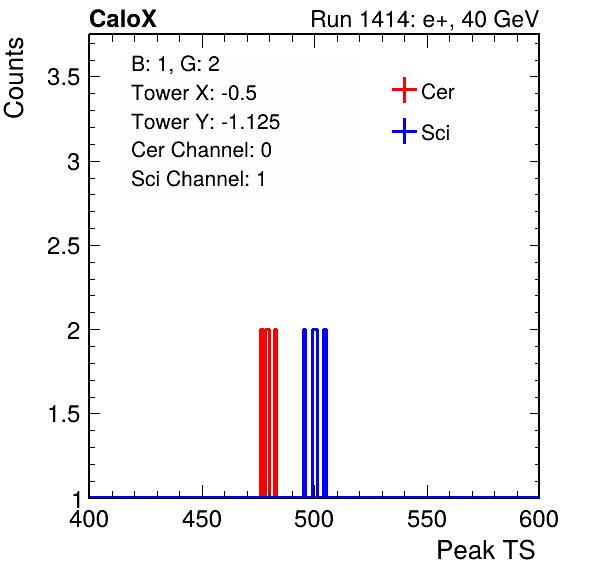 CaloX Run 1414: e+, 40 GeV
Counts
B: 1, G: 2
Tower X: -0.5
Tower Y: -1.125
Cer Channel: 0
Sci Channel: 1
Cer
Sci
3.5
3
2.5
2
1.5
1
400 450 500 550 600
Peak TS